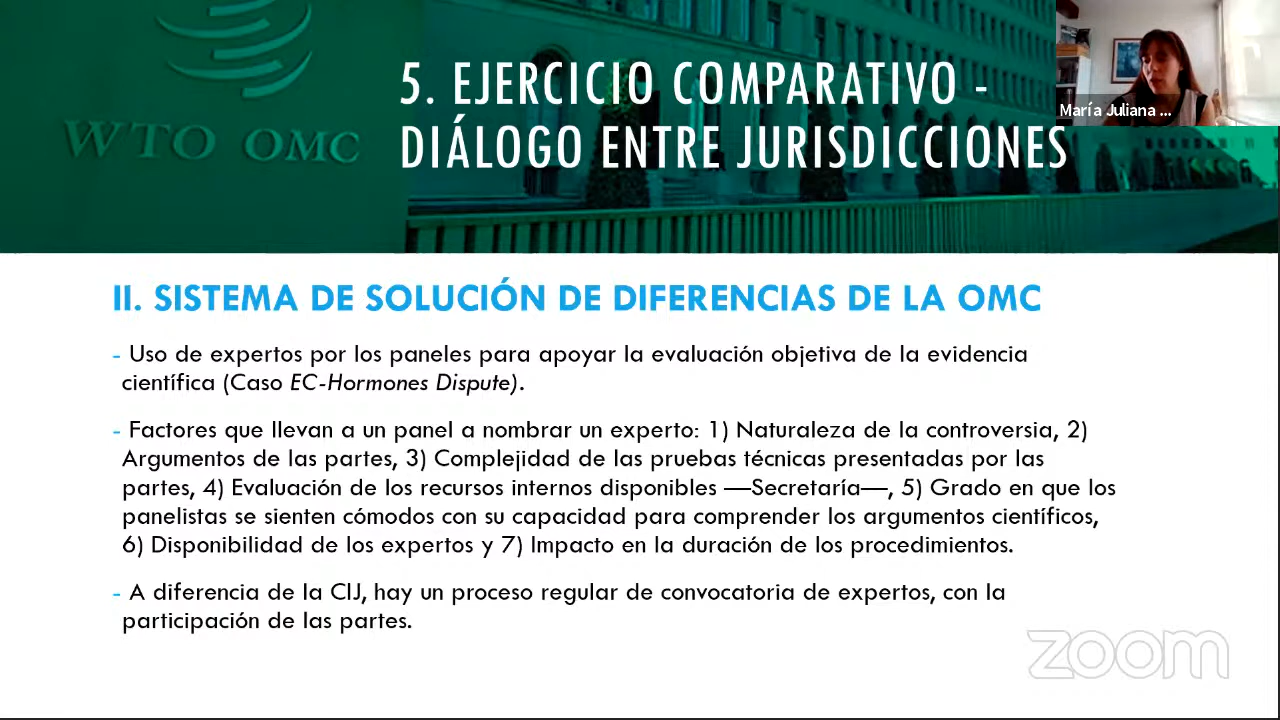 WTO OMC
5. EJERCICIO COMPARATIVO -
DIÁLOGO ENTRE JURISDICCIONES
María Juliana ...
II. SISTEMA DE SOLUCIÓN DE DIFERENCIAS DE LA OMC
- Uso de expertos por los paneles para apoyar la evaluación objetiva de la evidencia
científica (Caso EC-Hormones Dispute).
- Factores que llevan a un panel a nombrar un experto: 1) Naturaleza de la controversia, 2)
Argumentos de las partes, 3) Complejidad de las pruebas técnicas presentadas por las
partes, 4) Evaluación de los recursos internos disponibles —Secretaría—, 5) Grado en que los
panelistas se sienten cómodos con su capacidad para comprender los argumentos científicos,
6) Disponibilidad de los expertos y 7) Impacto en la duración de los procedimientos.
- A diferencia de la CIJ, hay un proceso regular de convocatoria de expertos, con la
participación de las partes.
zoom